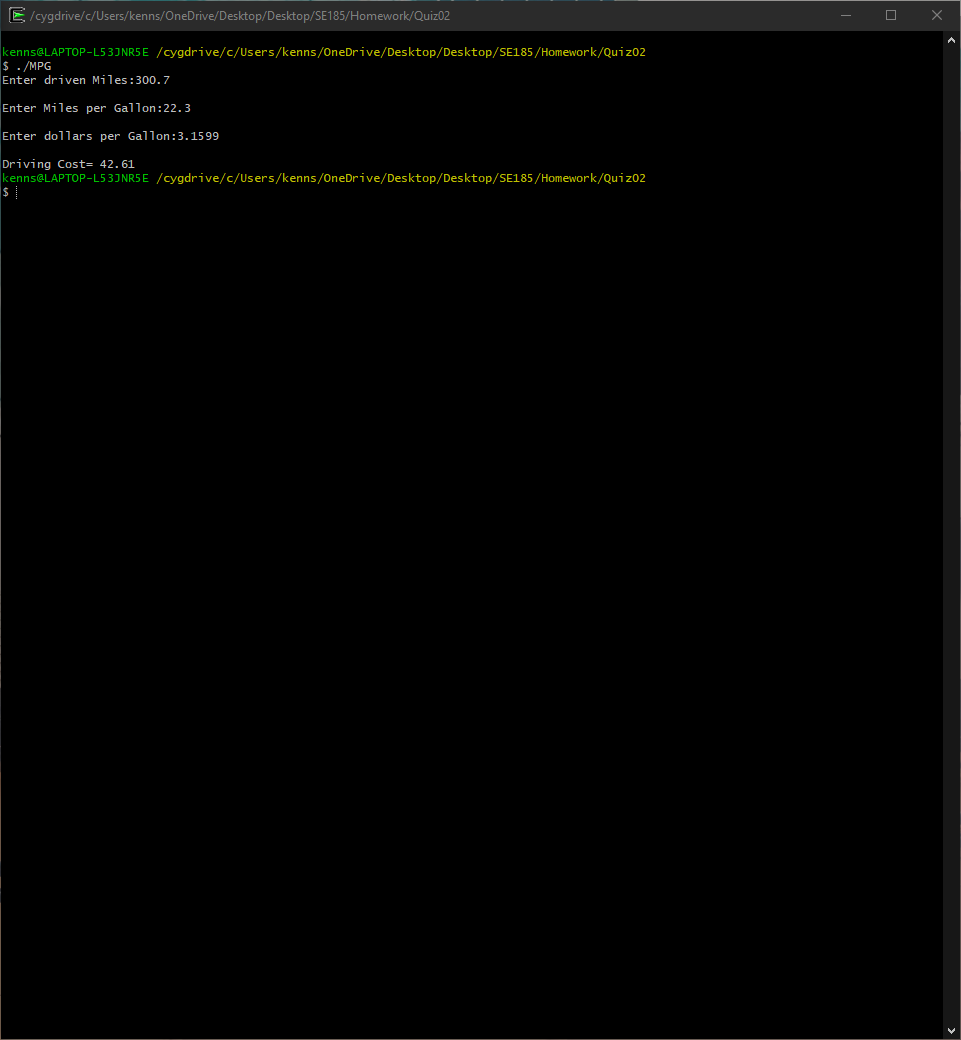 /cygdrive/c/Users/kenns/OneDrive/Desktop/Desktop/SE185/Homework/Quiz02
kenns@LAPTOP-L53JNR5E /cygdrive/c/Users/kenns/OneDrive/Desktop/Desktop/SE185/Homework/Quiz02
$ ./MPG
Enter driven Miles:300.7
Enter Miles per Gallon:22.3
Enter dollars per Gallon:3.1599
Driving Cost= 42.61
kenns@LAPTOP-L53JNR5E /cygdrive/c/Users/kenns/OneDrive/Desktop/Desktop/SE185/Homework/Quiz02
$